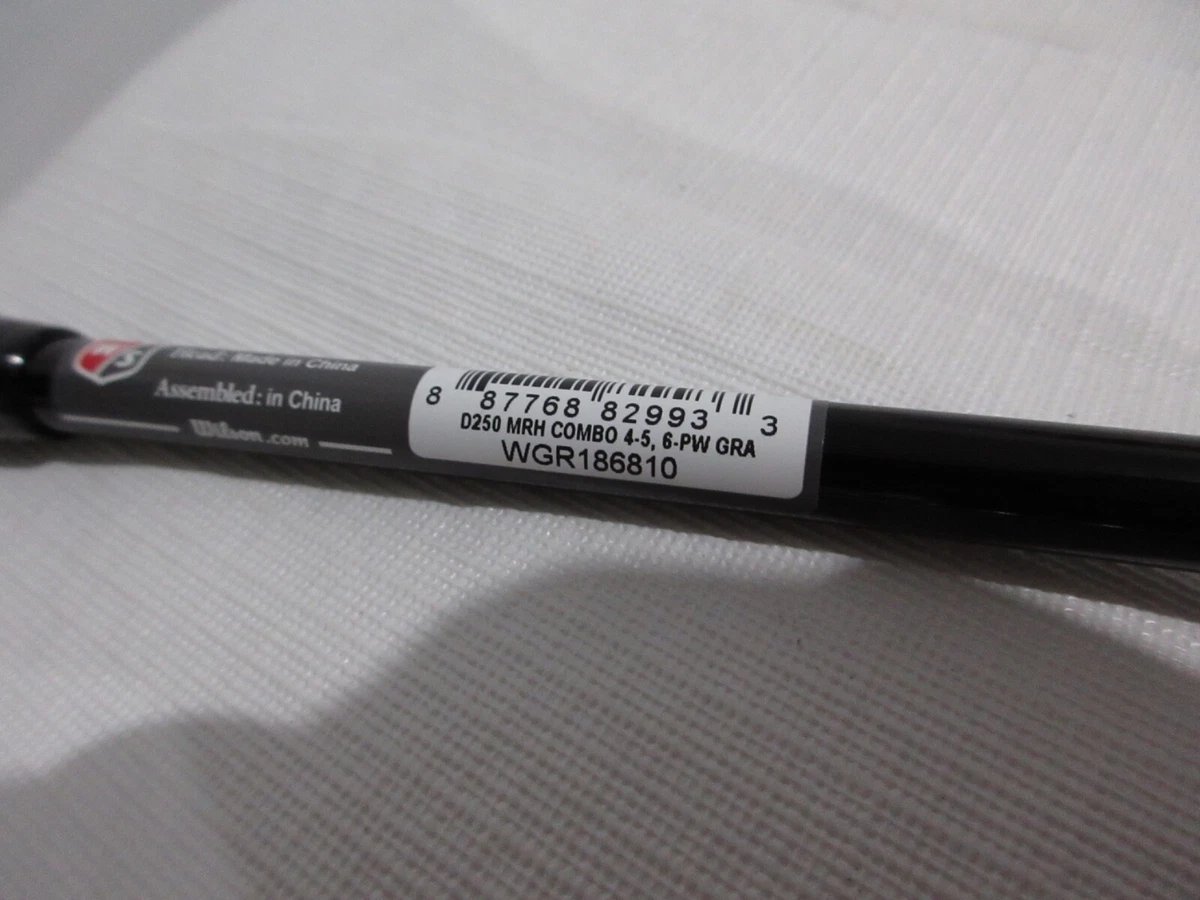 WS
Head: Made in China
Assembled: in China
Wilson.com
8 87768 82993 3
D250 MRH COMBO 4-5, 6-PW GRA
WGR186810